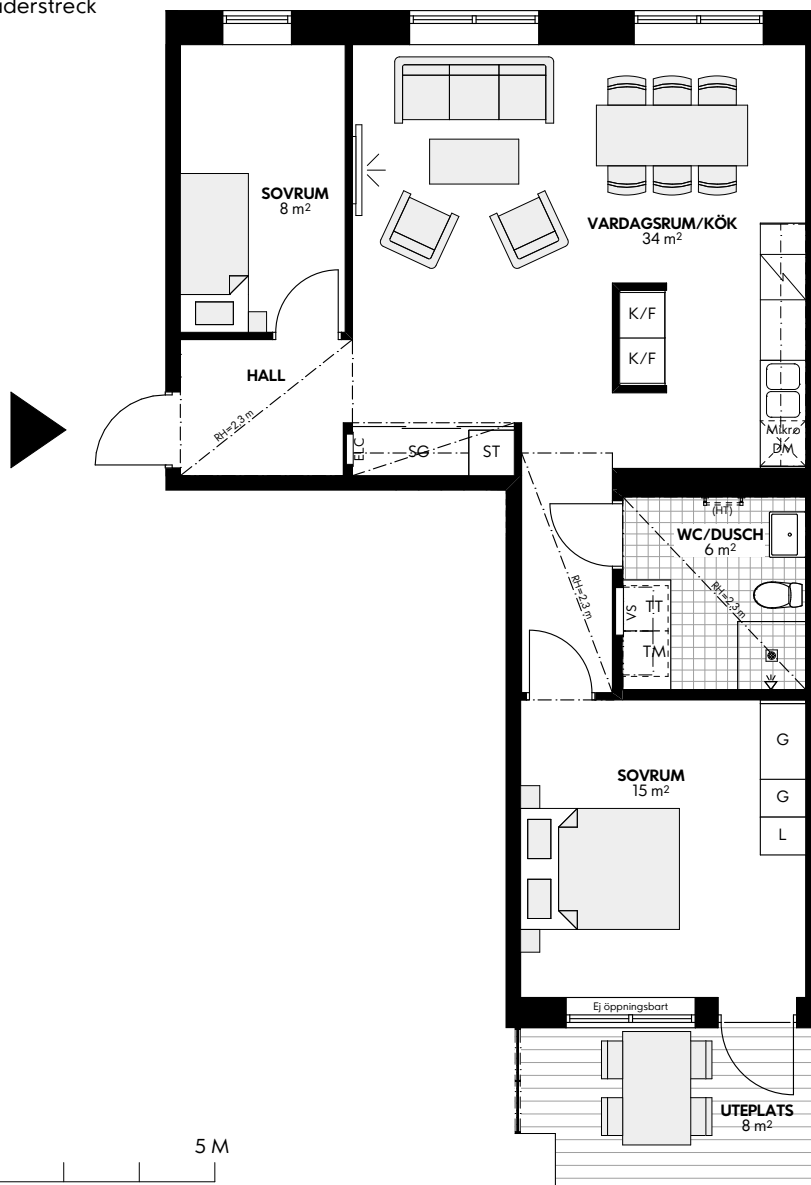 SOVRUM
8 m²
VARDAGSRUM/KÖK
34 m²
K/F
K/F
HALL
RH=2,3 m
ELC
SG
ST
Mikro
DM
(HT)
WC/DUSCH
6 m²
RH=2,3 m
RH=2,3 m
VS
TT
TM
SOVRUM
15 m²
G
G
L
Ej öppningsbart
UTEPLATS
8 m²
5 M